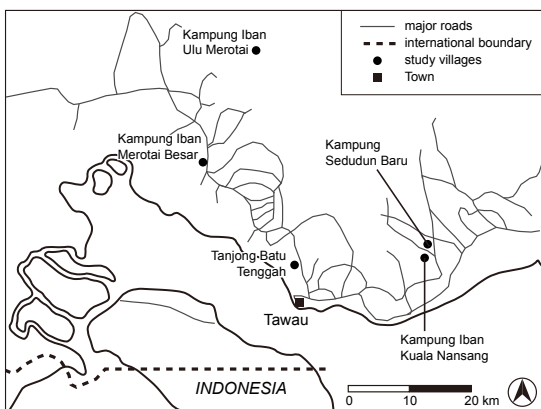 Kampung Iban
Ulu Merotai
major roads
international boundary
study villages
Town
Kampung Iban
Merotai Besar
Kampung
Sedudun Baru
Tanjong Batu
Tenggah
Tawau
Kampung Iban
Kuala Nansang
INDONESIA
0 10 20 km